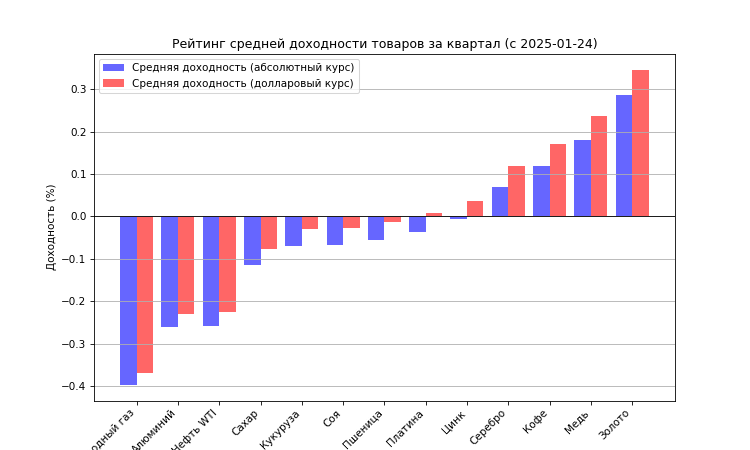 Рейтинг средней доходности товаров за квартал (с 2025-01-24)
Средняя доходность (абсолютный курс)
Средняя доходность (долларовый курс)
Доходность (%)
0.3
0.2
0.1
0.0
−0.1
−0.2
−0.3
−0.4
газ
Алюминий
Нефть WTI
Сахар
Кукуруза
Соя
Пшеница
Платина
Цинк
Серебро
Кофе
Медь
Золото